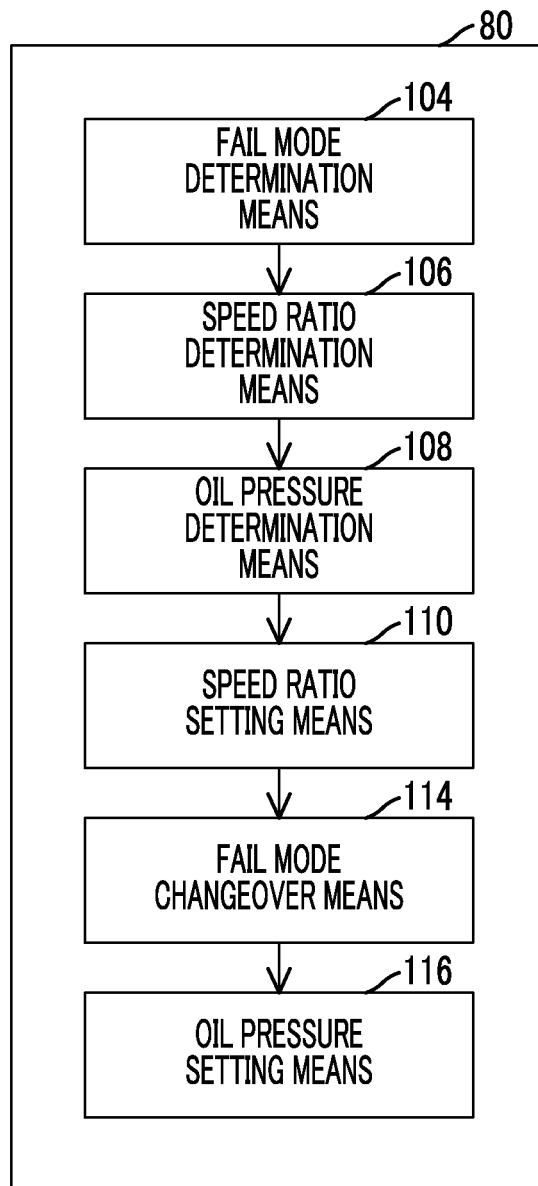 80
104
FAIL MODE
DETERMINATION
MEANS
106
SPEED RATIO
DETERMINATION
MEANS
108
OIL PRESSURE
DETERMINATION
MEANS
110
SPEED RATIO
SETTING MEANS
114
FAIL MODE
CHANGEOVER MEANS
116
OIL PRESSURE
SETTING MEANS